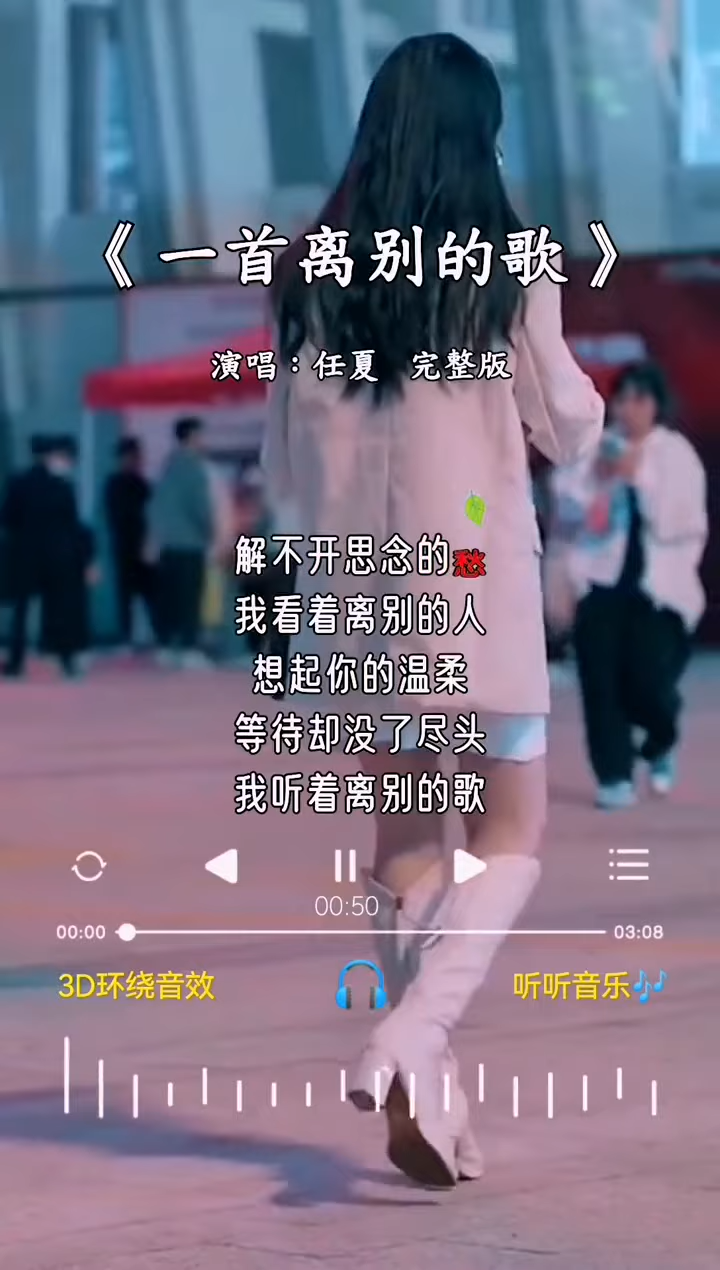 《一首离别的歌》
演唱：任夏 完整版
解不开思念的愁
我看着离别的人
想起你的温柔
等待却没了尽头
我听着离别的歌
00:50
00:00 03:08
3D环绕音效 听听音乐